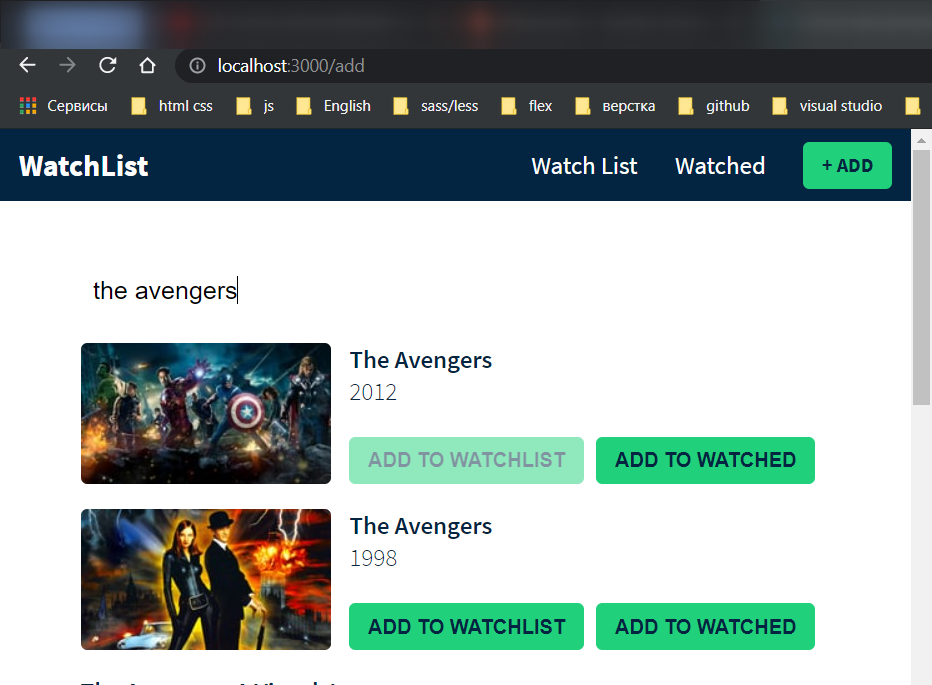 localhost:3000/add
Сервисы html css js English sass/less flex верстка github visual studio
WatchList Watch List Watched + ADD
the avengers
The Avengers
2012
ADD TO WATCHLIST ADD TO WATCHED
The Avengers
1998
ADD TO WATCHLIST ADD TO WATCHED